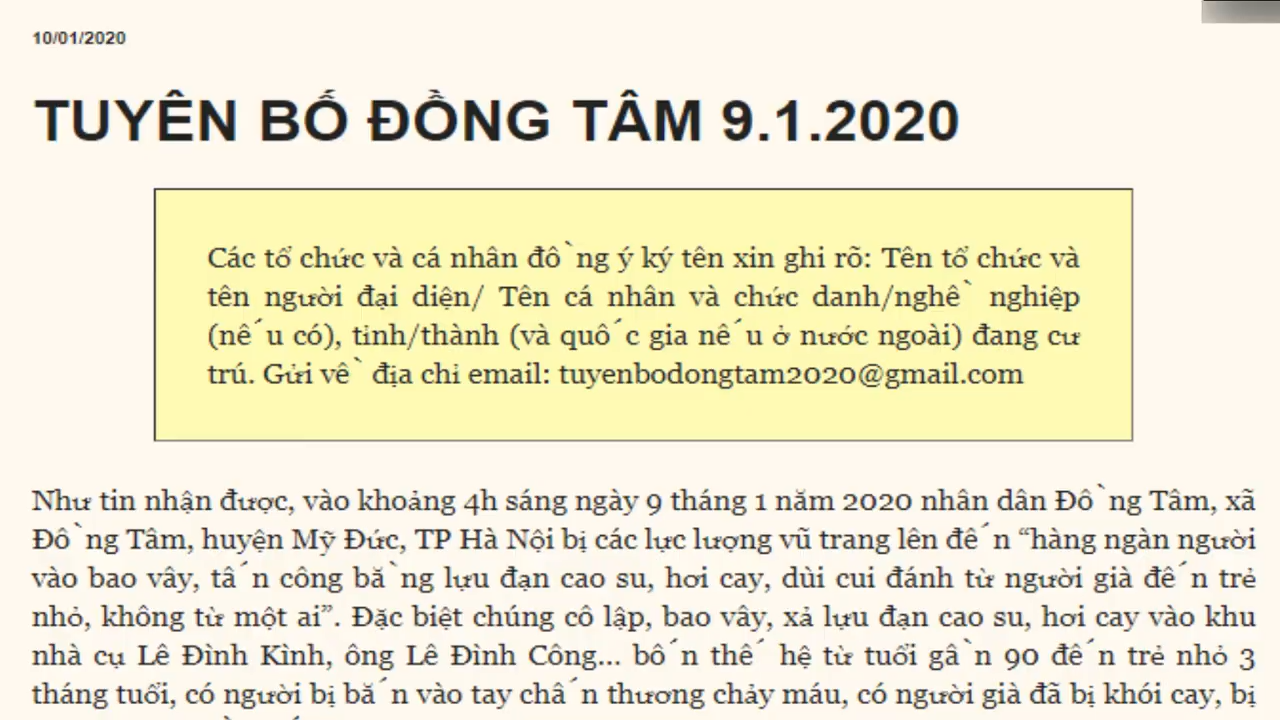 10/01/2020
TUYÊN BỐ ĐỒNG TÂM 9.1.2020
Các tổ chức và cá nhân đồng ý ký tên xin ghi rõ: Tên tổ chức và
tên người đại diện/ Tên cá nhân và chức danh/nghề nghiệp
(nếu có), tỉnh/thành (và quốc gia nếu ở nước ngoài) đang cư
trú. Gửi về địa chỉ email: tuyenbodongtam2020@gmail.com
Như tin nhận được, vào khoảng 4h sáng ngày 9 tháng 1 năm 2020 nhân dân Đồng Tâm, xã
Đồng Tâm, huyện Mỹ Đức, TP Hà Nội bị các lực lượng vũ trang lên đến “hàng ngàn người
vào bao vây, tấn công bằng lựu đạn cao su, hơi cay, dùi cui đánh từ người già đến trẻ
nhỏ, không từ một ai”. Đặc biệt chúng cô lập, bao vây, xả lựu đạn cao su, hơi cay vào khu
nhà cụ Lê Đình Kình, ông Lê Đình Công... bốn thế hệ từ tuổi gần 90 đến trẻ nhỏ 3
tháng tuổi, có người bị bắn vào tay chấn thương chảy máu, có người già đã bị khói cay, bị